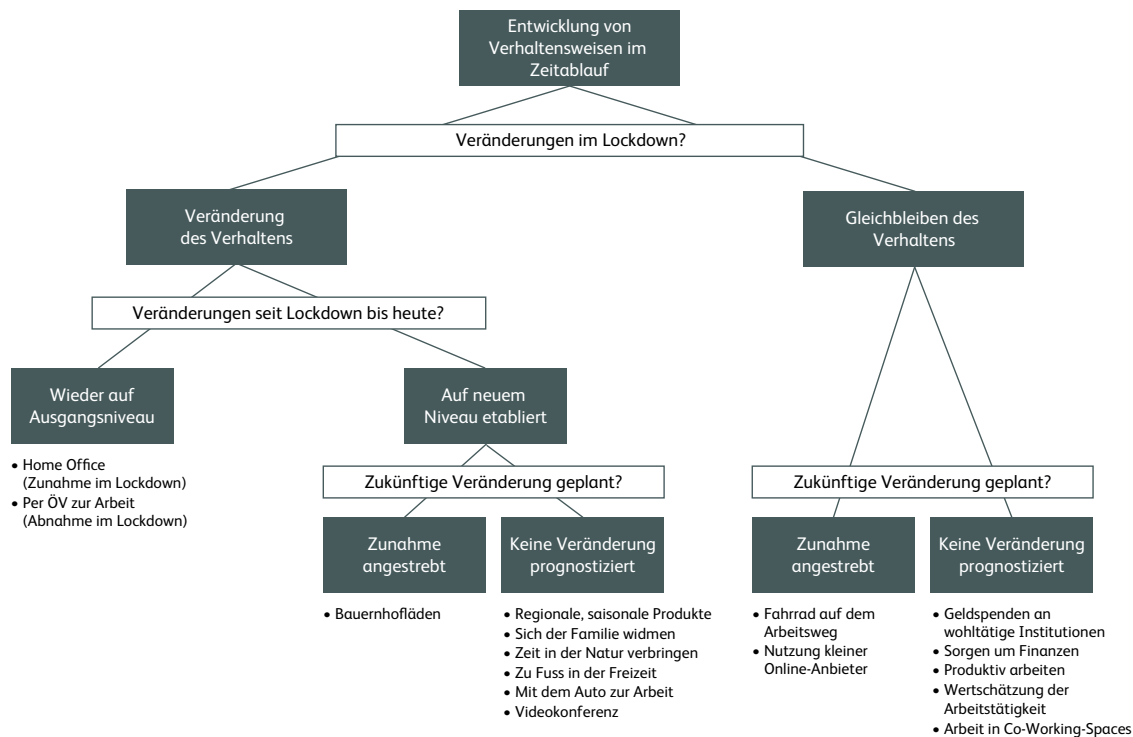 Entwicklung von
Verhaltensweisen im
Zeitablauf
Veränderungen im Lockdown?
Veränderung
des Verhaltens
Gleichbleiben des
Verhaltens
Veränderungen seit Lockdown bis heute?
Wieder auf
Ausgangsniveau
Auf neuem
Niveau etabliert
• Home Office
(Zunahme im Lockdown)
• Per ÖV zur Arbeit
(Abnahme im Lockdown)
Zukünftige Veränderung geplant?
Zukünftige Veränderung geplant?
Zunahme
angestrebt
Keine Veränderung
prognostiziert
Zunahme
angestrebt
Keine Veränderung
prognostiziert
• Bauernhofläden
• Regionale, saisonale Produkte
• Sich der Familie widmen
• Zeit in der Natur verbringen
• Zu Fuss in der Freizeit
• Mit dem Auto zur Arbeit
• Videokonferenz
• Fahrrad auf dem
Arbeitsweg
• Nutzung kleiner
Online-Anbieter
• Geldspenden an
wohltätige Institutionen
• Sorgen um Finanzen
• Produktiv arbeiten
• Wertschätzung der
Arbeitstätigkeit
• Arbeit in Co-Working-Spaces